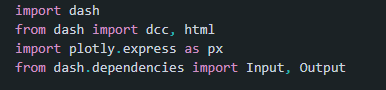 import dash
from dash import dcc, html
import plotly.express as px
from dash.dependencies import Input, Output